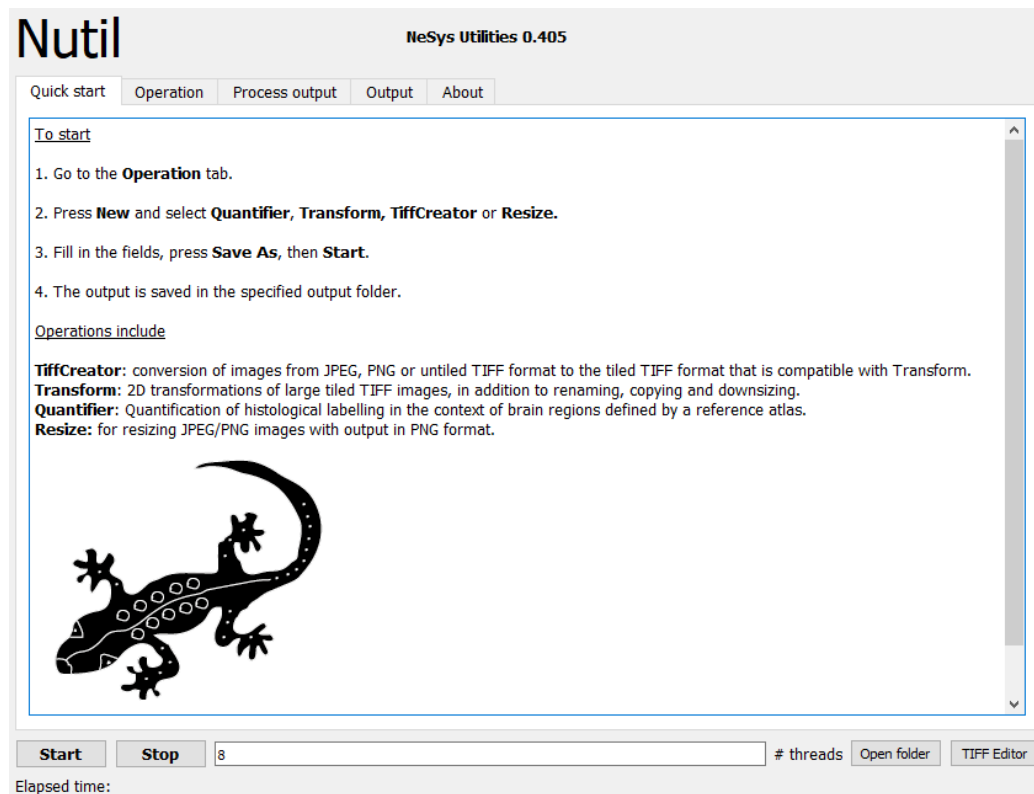 Nutil
NeSys Utilities 0.405
Quick start
Operation
Process output
Output
About
To start
1. Go to the Operation tab.
2. Press New and select Quantifier, Transform, TiffCreator or Resize.
3. Fill in the fields, press Save As, then Start.
4. The output is saved in the specified output folder.
Operations include
TiffCreator: conversion of images from JPEG, PNG or untiled TIFF format to the tiled TIFF format that is compatible with Transform.
Transform: 2D transformations of large tiled TIFF images, in addition to renaming, copying and downsizing.
Quantifier: Quantification of histological labelling in the context of brain regions defined by a reference atlas.
Resize: for resizing JPEG/PNG images with output in PNG format.
Start
Stop
8
# threads
Open folder
TIFF Editor
Elapsed time: